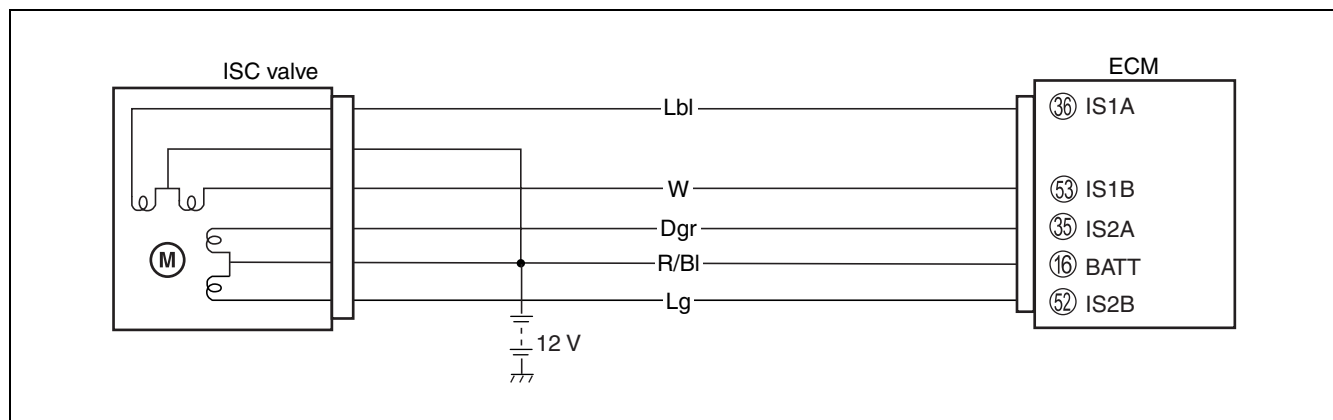 ISC valve
ECM
Lbl
36 IS1A
W
53 IS1B
Dgr
35 IS2A
M
R/Bl
16 BATT
Lg
52 IS2B
12 V